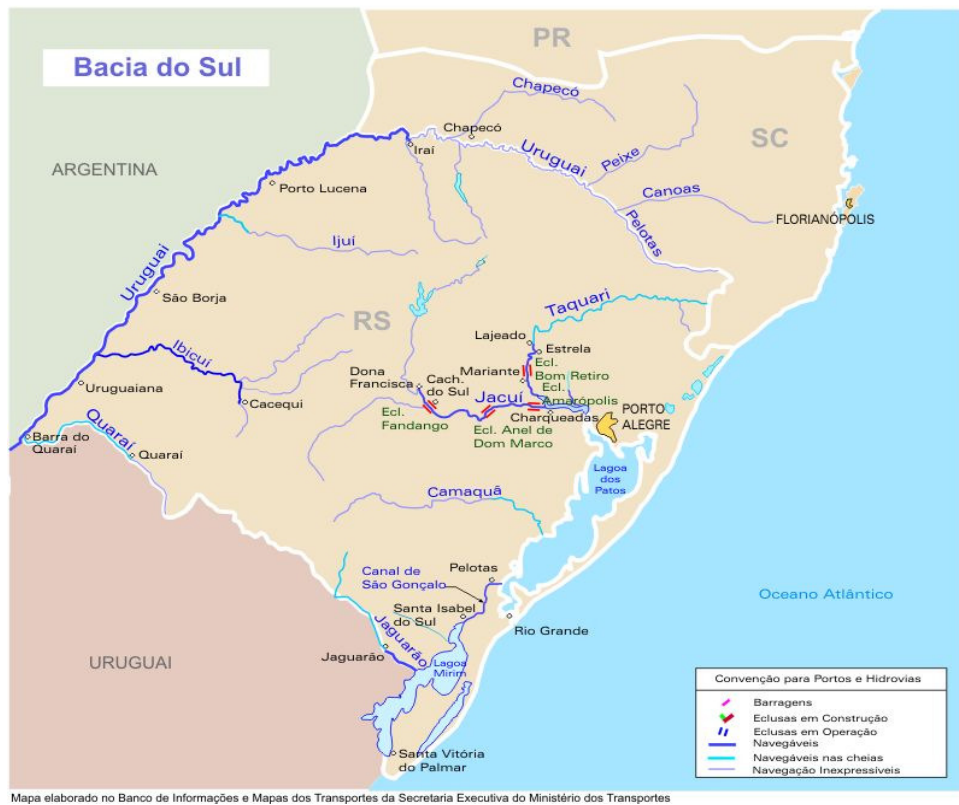 Bacia do Sul
PR
Chapecó
Chapecó
Iraí
SC
Uruguai
Peixe
ARGENTINA
Porto Lucena
Canoas
FLORIANÓPOLIS
Pelotas
Ijuí
Uruguai
São Borja
Taquari
RS
Lajeado
Estrela
Ibicuí
Mariante
Ecl.
Bom Retiro
Dona
Francisca
Cach.
do Sul
Ecl.
Amarópolis
Uruguaiana
Cacequi
Jacuí
PORTO
ALEGRE
Ecl.
Fandango
Charqueadas
Ecl. Anel de
Dom Marco
Quaraí
Barra do
Quaraí
Quaraí
Lagoa
dos
Patos
Camaquã
Pelotas
Canal de
São Gonçalo
Oceano Atlântico
Santa Isabel
do Sul
Rio Grande
Jaguarão
Jaguarão
URUGUAI
Lagoa
Mirim
Santa Vitória
do Palmar
Convenção para Portos e Hidrovias
Barragens
Eclusas em Construção
Eclusas em Operação
Navegáveis
Navegáveis nas cheias
Navegação Inexpressíveis
Mapa elaborado no Banco de Informações e Mapas dos Transportes da Secretaria Executiva do Ministério dos Transportes